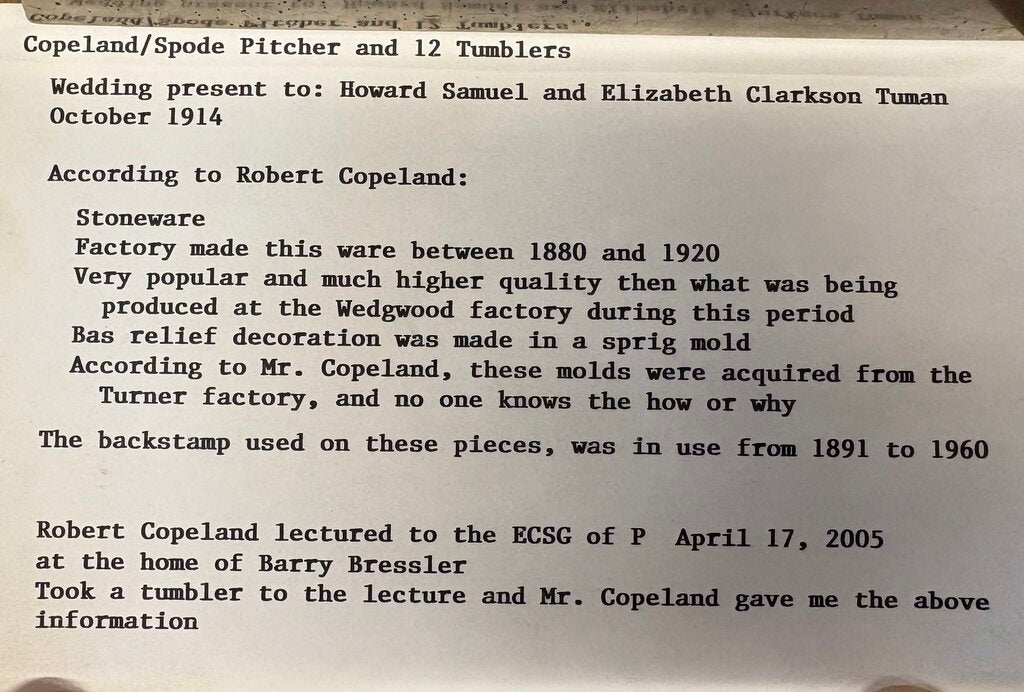 Copeland/Spode Pitcher and 12 Tumblers
Wedding present to: Howard Samuel and Elizabeth Clarkson Tuman
October 1914
According to Robert Copeland:
Stoneware
Factory made this ware between 1880 and 1920
Very popular and much higher quality then what was being
produced at the Wedgwood factory during this period
Bas relief decoration was made in a sprig mold
According to Mr. Copeland, these molds were acquired from the
Turner factory, and no one knows the how or why
The backstamp used on these pieces, was in use from 1891 to 1960
Robert Copeland lectured to the ECSG of P April 17, 2005
at the home of Barry Bressler
Took a tumbler to the lecture and Mr. Copeland gave me the above
information